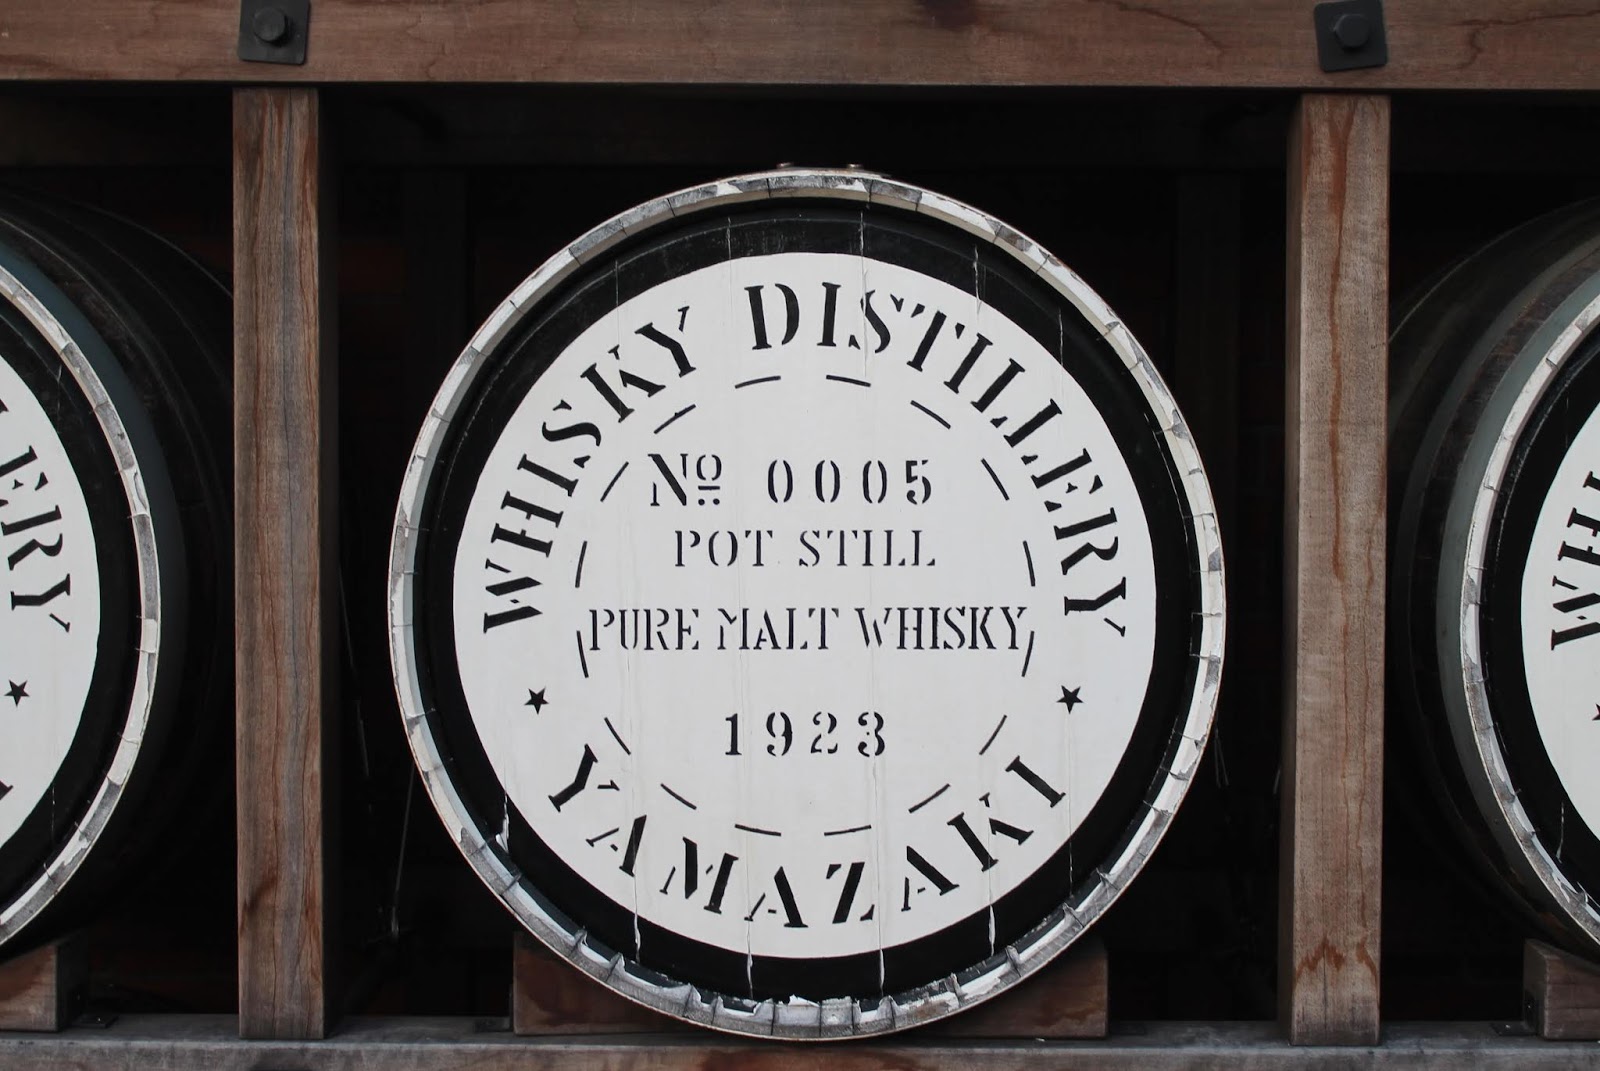 WHISKY DISTILLERY
No 0005
POT STILL
PURE MALT WHISKY
1923
YAMAZAKI